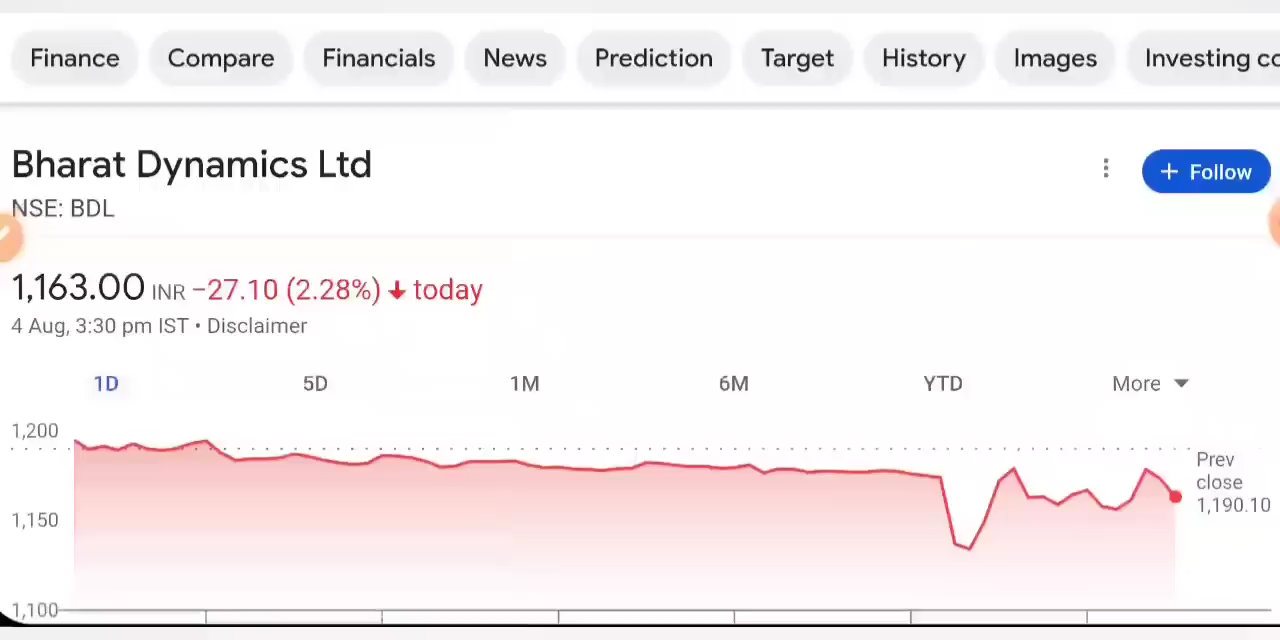 Finance Compare Financials News Prediction Target History Images Investing co
Bharat Dynamics Ltd
+ Follow
NSE: BDL
1,163.00 INR −27.10 (2.28%) ↓ today
4 Aug, 3:30 pm IST • Disclaimer
1D 5D 1M 6M YTD More
1,200
1,150
1,100
Prev
close
1,190.10